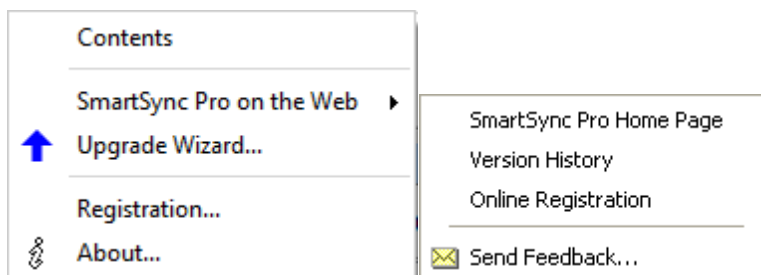 Contents
SmartSync Pro on the Web
Upgrade Wizard...
Registration...
About...
SmartSync Pro Home Page
Version History
Online Registration
Send Feedback...